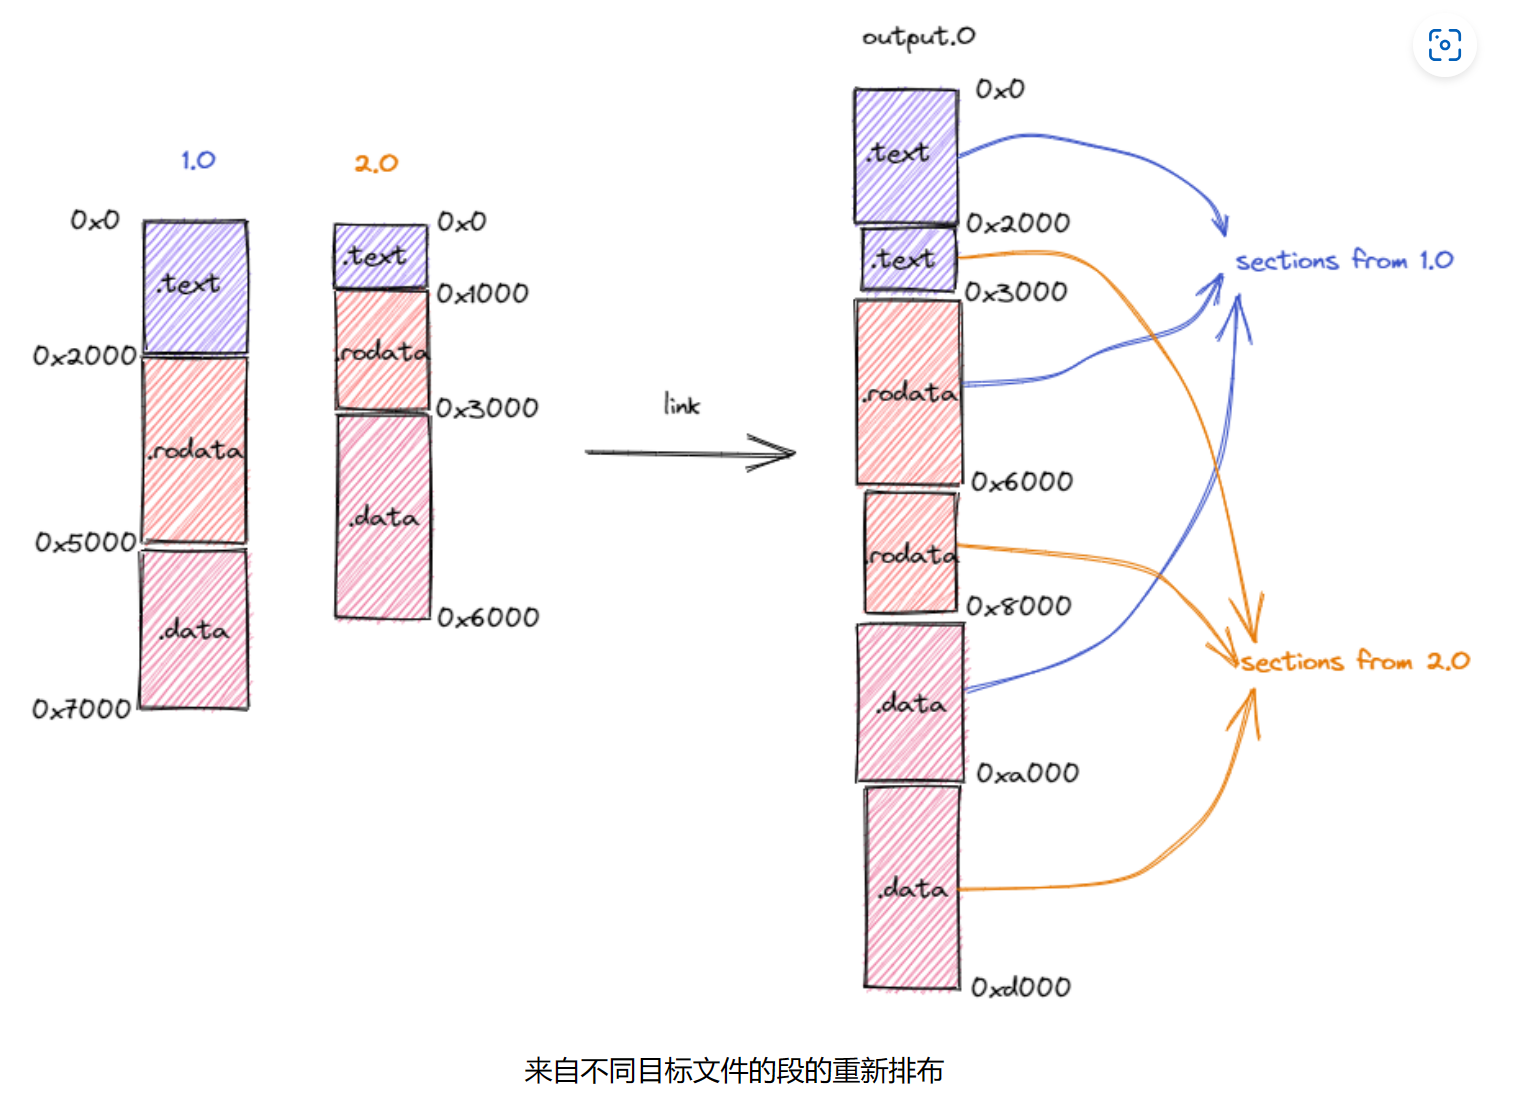 output.o
1.o
2.o
0x0
.text
0x2000
.rodata
0x5000
.data
0x7000
0x0
.text
0x1000
.rodata
0x3000
.data
0x6000
link
0x0
.text
0x2000
.text
0x3000
.rodata
0x6000
.rodata
0x8000
.data
0xa000
.data
0xd000
sections from 1.o
sections from 2.o
来自不同目标文件的段的重新排布